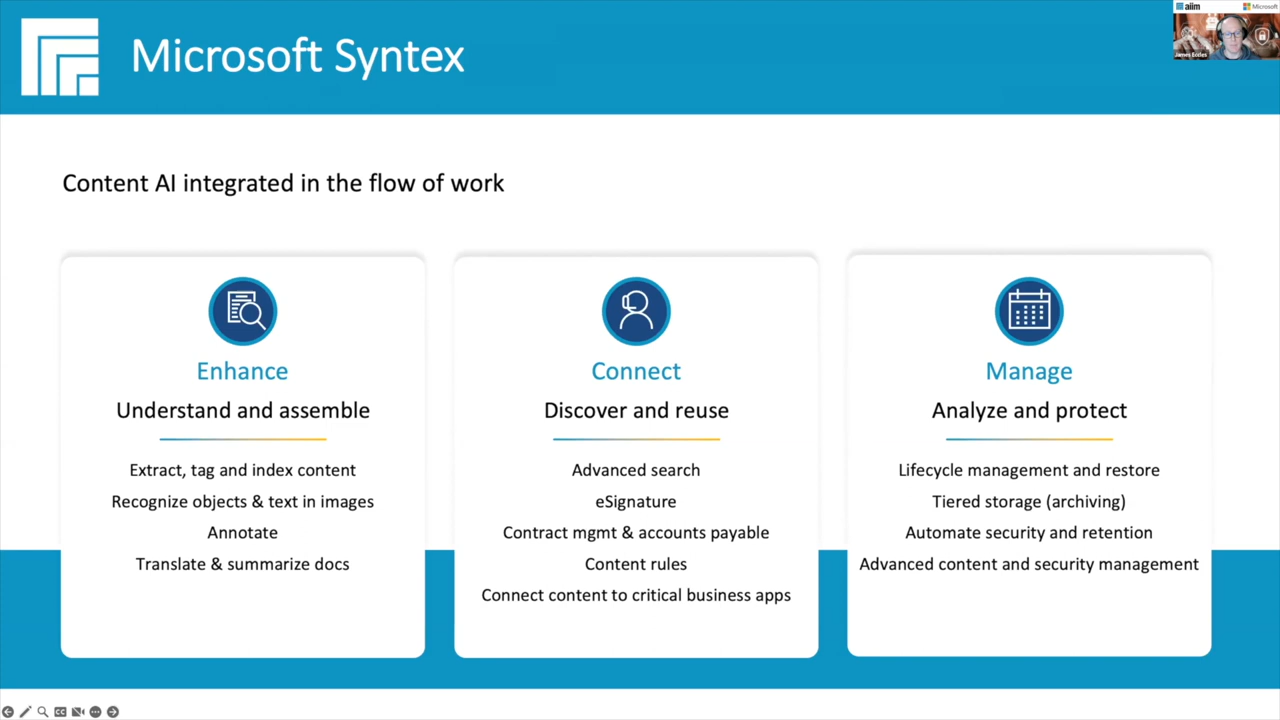 Microsoft Syntex
aiim
Microsoft
James Eccles
Content AI integrated in the flow of work
Enhance
Understand and assemble
Extract, tag and index content
Recognize objects & text in images
Annotate
Translate & summarize docs
Connect
Discover and reuse
Advanced search
eSignature
Contract mgmt & accounts payable
Content rules
Connect content to critical business apps
Manage
Analyze and protect
Lifecycle management and restore
Tiered storage (archiving)
Automate security and retention
Advanced content and security management
CC